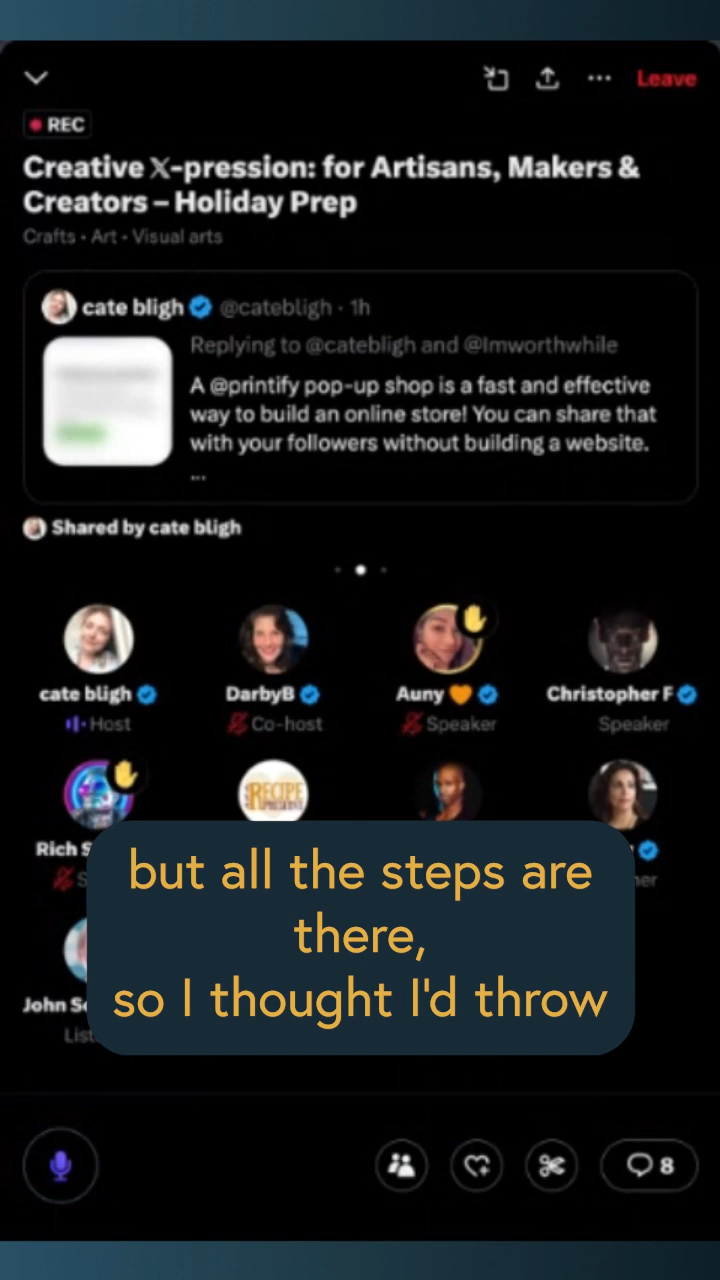 Leave
REC
Creative X-pression: for Artisans, Makers &
Creators – Holiday Prep
Crafts • Art • Visual arts
cate bligh @catebligh · 1h
Replying to @catebligh and @Imworthwhile
A @printify pop-up shop is a fast and effective
way to build an online store! You can share that
with your followers without building a website.
...
Shared by cate bligh
cate bligh DarbyB Auny 🧡 Christopher F
Host Co-host Speaker Speaker
RECIPE
Rich S
but all the steps are
there,
so I thought I'd throw
John Se
List
8